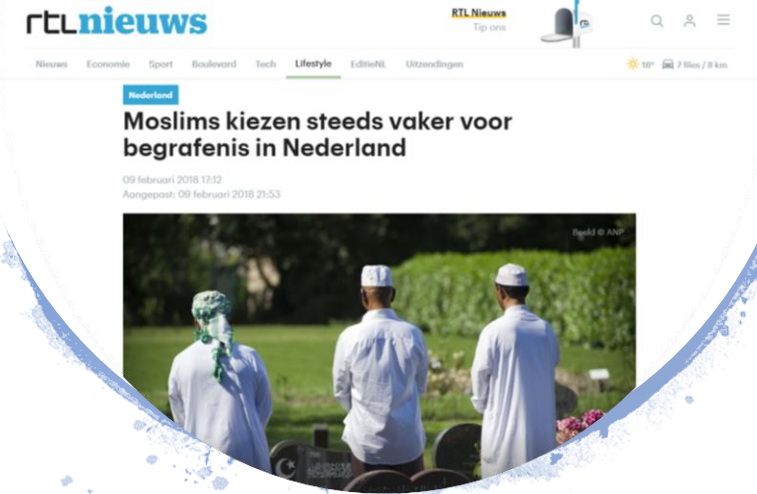 rtlnieuws
RTL Nieuws
Tip ons
rtl
Nieuws Economie Sport Boulevard Tech Lifestyle EditieNL Uitzendingen
18° 7 files / 8 km
Nederland
Moslims kiezen steeds vaker voor
begrafenis in Nederland
09 februari 2018 17:12
Aangepast: 09 februari 2018 21:53
Beeld © ANP